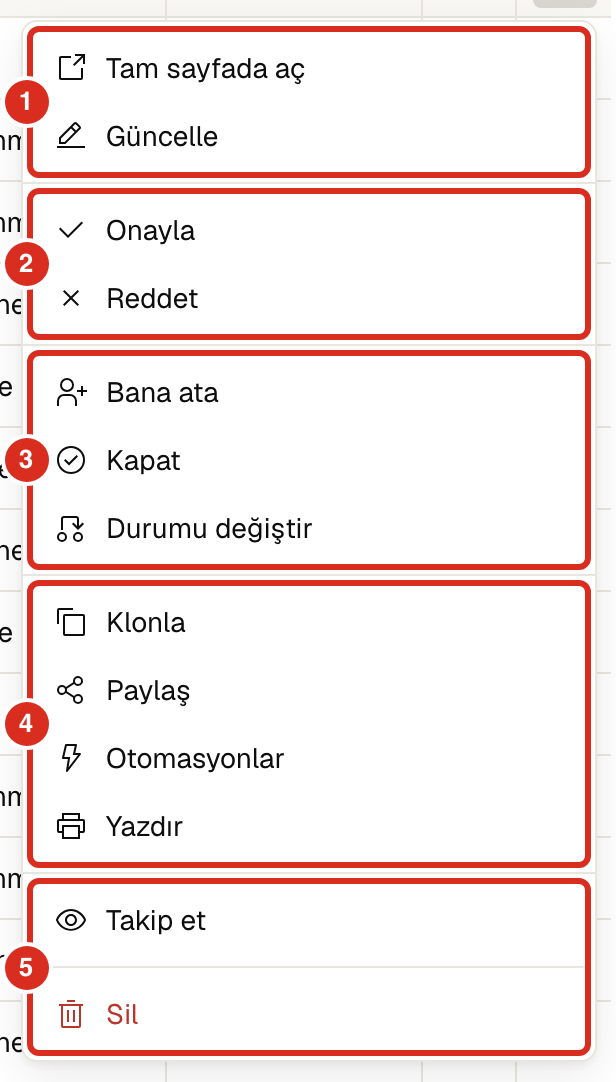 Tam sayfada aç
1
Güncelle
Onayla
2
Reddet
Bana ata
3
Kapat
Durumu değiştir
Klonla
Paylaş
4
Otomasyonlar
Yazdır
Takip et
5
Sil